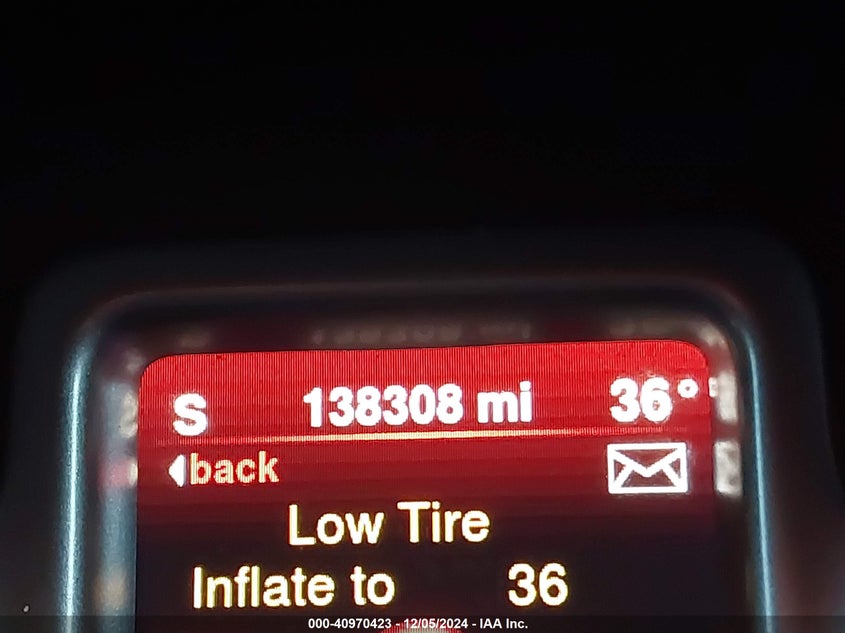 S 138308 mi 36°
back
Low Tire
Inflate to 36
000-40970423 - 12/05/2024 - IAA Inc.